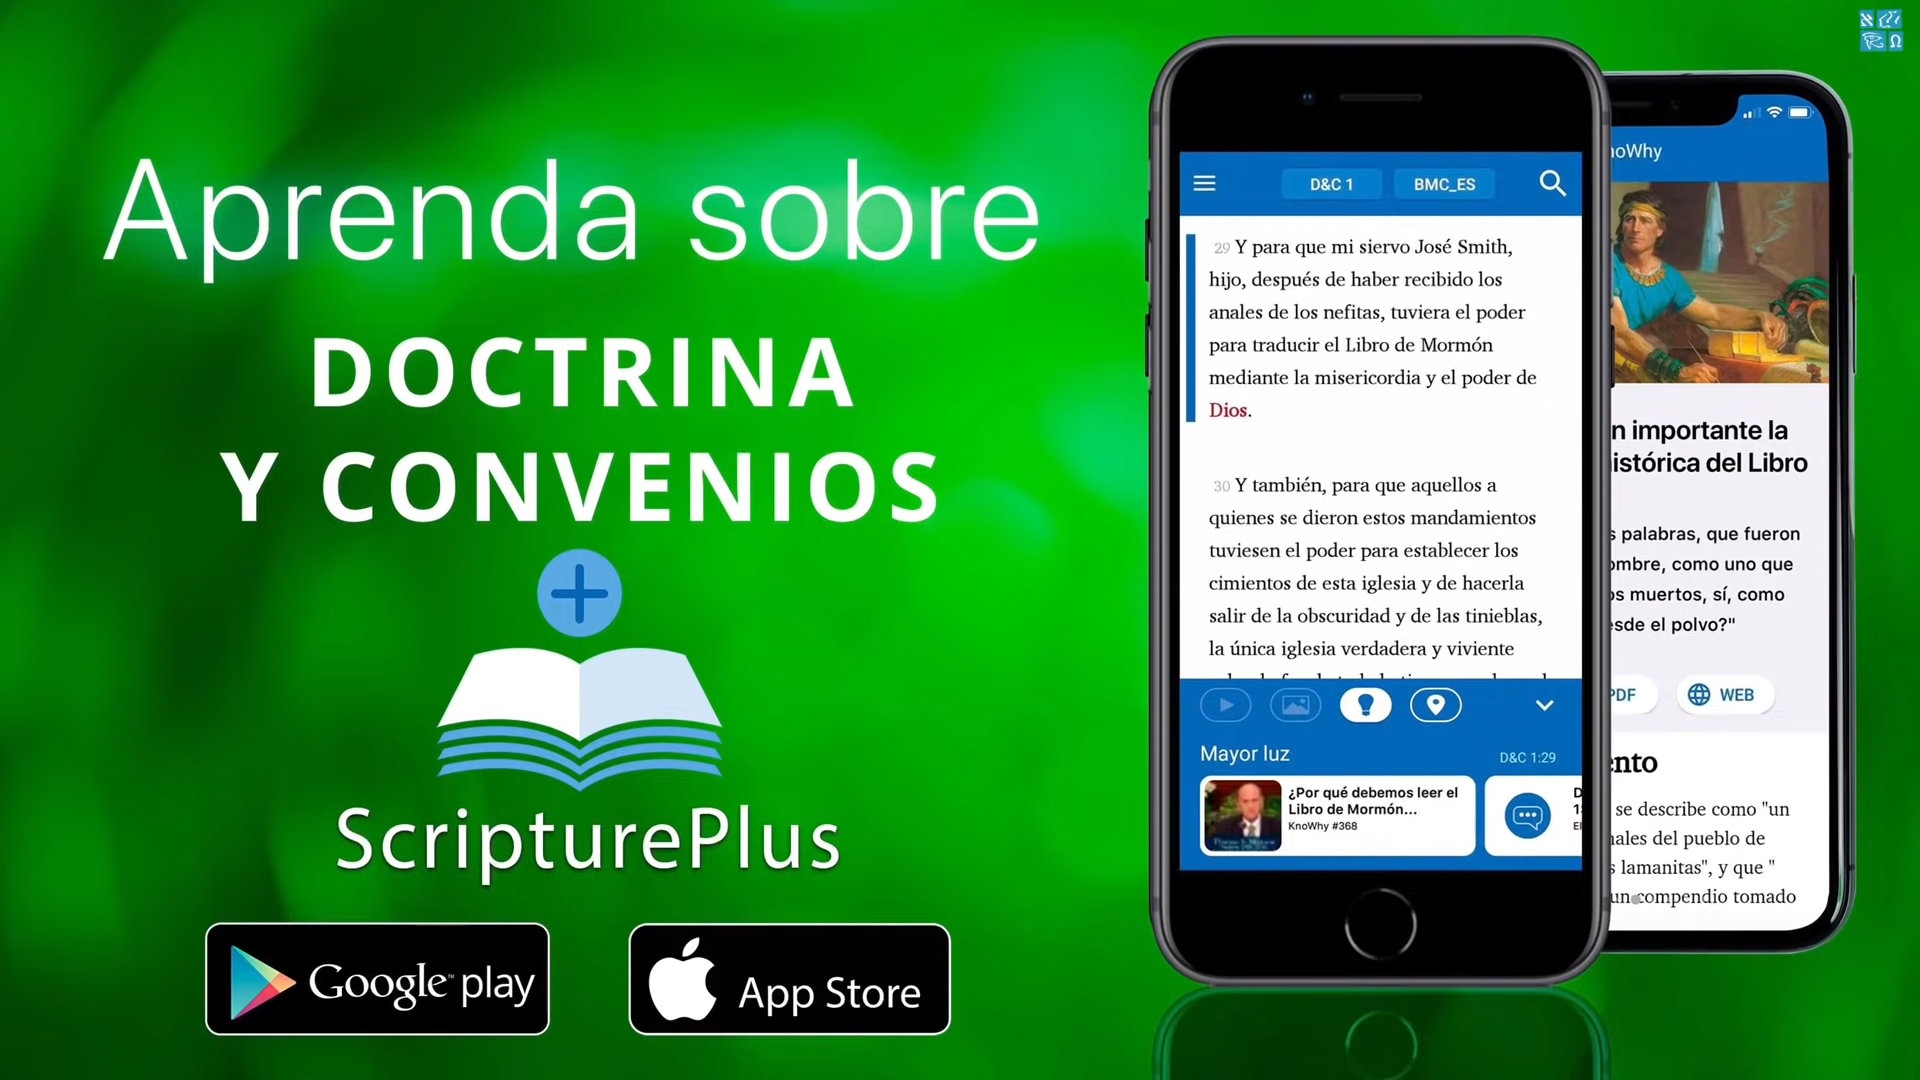 Aprenda sobre
DOCTRINA
Y CONVENIOS
ScripturePlus
Google play
App Store
D&C 1
BMC_ES
29 Y para que mi siervo José Smith,
hijo, después de haber recibido los
anales de los nefitas, tuviera el poder
para traducir el Libro de Mormón
mediante la misericordia y el poder de
Dios.
30 Y también, para que aquellos a
quienes se dieron estos mandamientos
tuviesen el poder para establecer los
cimientos de esta iglesia y de hacerla
salir de la obscuridad y de las tinieblas,
la única iglesia verdadera y viviente
Mayor luz
D&C 1:29
¿Por qué debemos leer el
Libro de Mormón...
KnoWhy #368
noWhy
n importante la
istórica del Libro
s palabras, que fueron
ombre, como uno que
os muertos, sí, como
esde el polvo?"
PDF
WEB
ento
se describe como "un
nales del pueblo de
s lamanitas", y que "
un compendio tomado